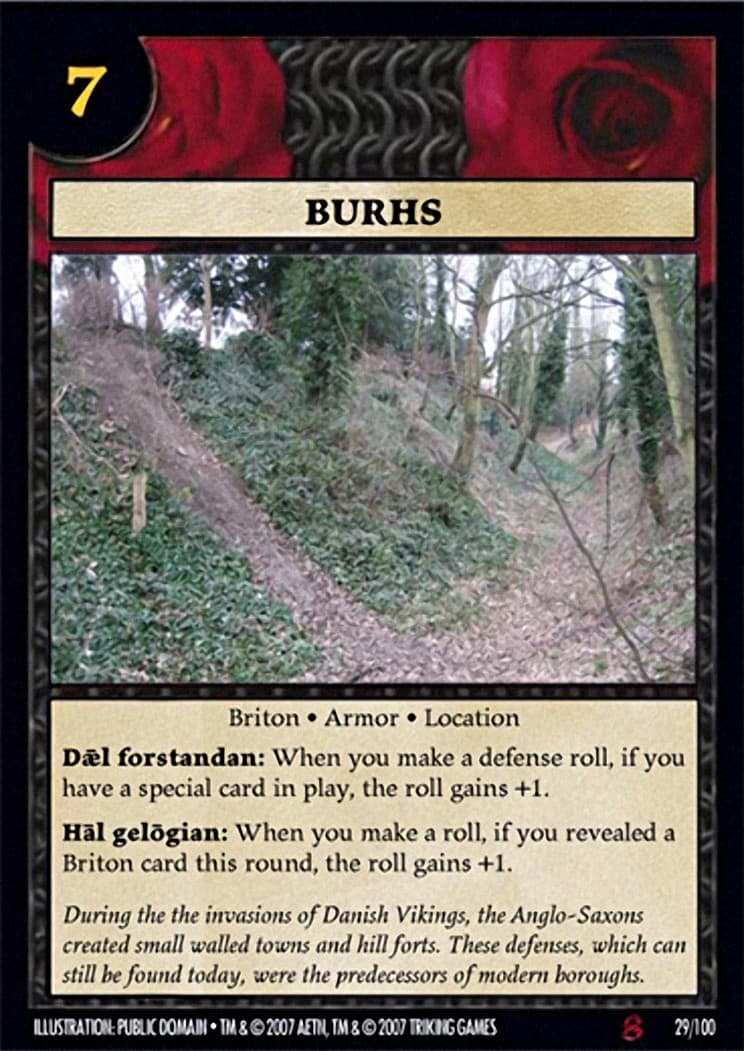 7
BURHS
Briton • Armor • Location
Dǣl forstandan: When you make a defense roll, if you
have a special card in play, the roll gains +1.
Hāl gelōgian: When you make a roll, if you revealed a
Briton card this round, the roll gains +1.
During the the invasions of Danish Vikings, the Anglo-Saxons
created small walled towns and hill forts. These defenses, which can
still be found today, were the predecessors of modern boroughs.
ILLUSTRATION: PUBLIC DOMAIN • TM & © 2007 AETN, TM & © 2007 TRIKING GAMES
8
29/100